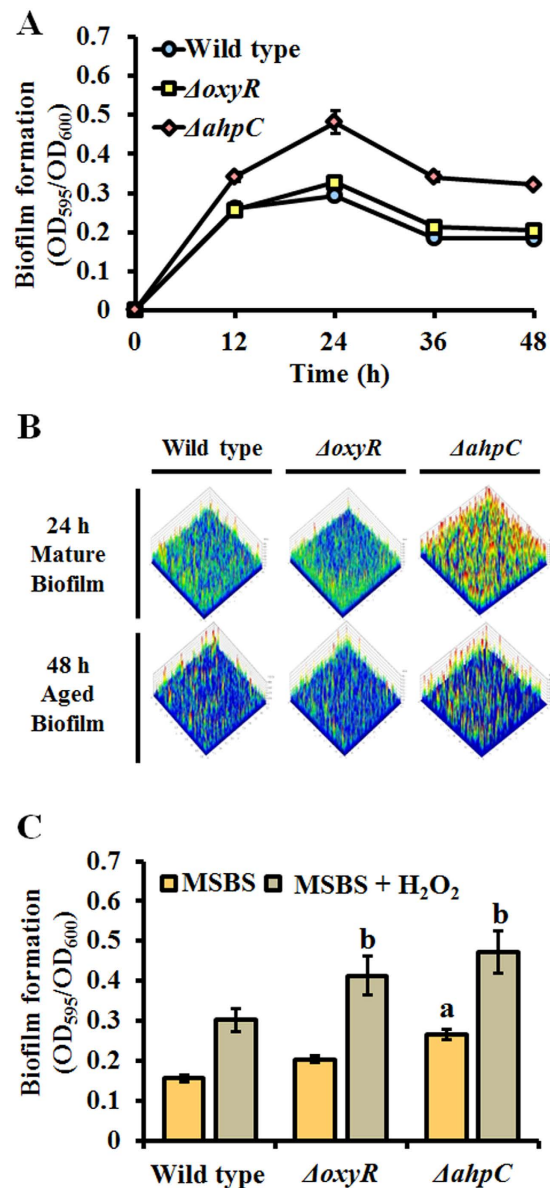 A
0.7
0.6
0.5
0.4
0.3
0.2
0.1
0
Biofilm formation
(OD₅₉₅/OD₆₀₀)
Wild type
ΔoxyR
ΔahpC
0 12 24 36 48
Time (h)
B
Wild type ΔoxyR ΔahpC
24 h
Mature
Biofilm
48 h
Aged
Biofilm
C
0.7
0.6
0.5
0.4
0.3
0.2
0.1
0
Biofilm formation
(OD₅₉₅/OD₆₀₀)
MSBS MSBS + H₂O₂
b
a
b
Wild type ΔoxyR ΔahpC